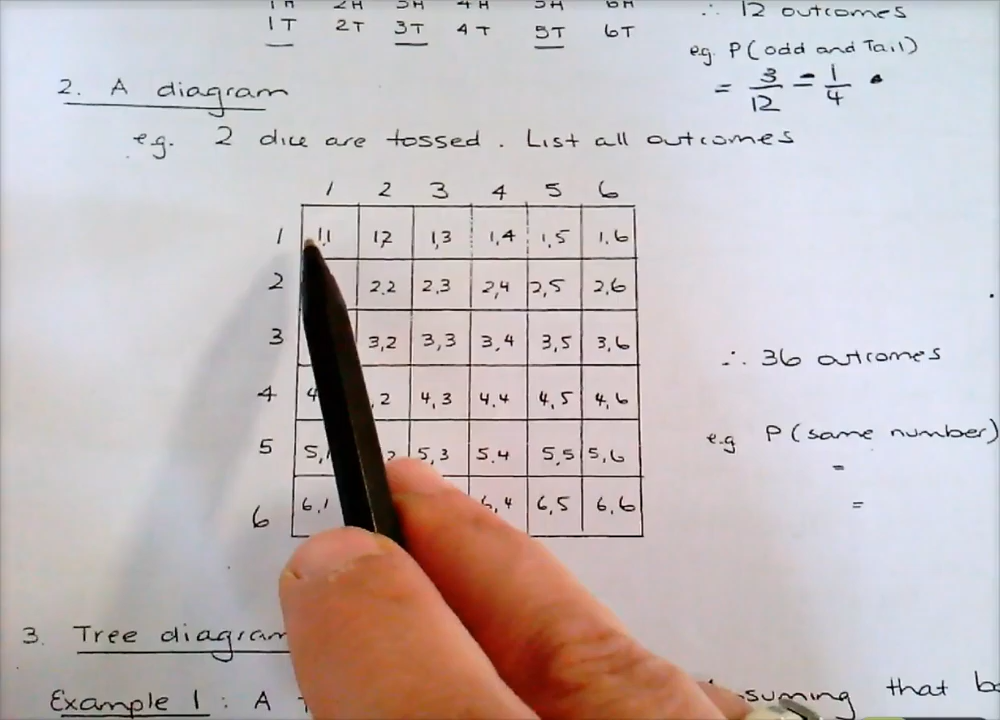 1T 2T 3T 4T 5T 6T
∴ 12 outcomes
e.g. P(odd and Tail)
= 3/12 = 1/4
2. A diagram
e.g. 2 dice are tossed. List all outcomes
1 2 3 4 5 6
1 1,1 1,2 1,3 1,4 1,5 1,6
2 2,2 2,3 2,4 2,5 2,6
3 3,2 3,3 3,4 3,5 3,6
4 4,3 4,4 4,5 4,6
5 5,3 5,4 5,5 5,6
6 6,1 6,4 6,5 6,6
∴ 36 outcomes
e.g P(same number)
=
=
3. Tree diagram
Example 1 : A
that